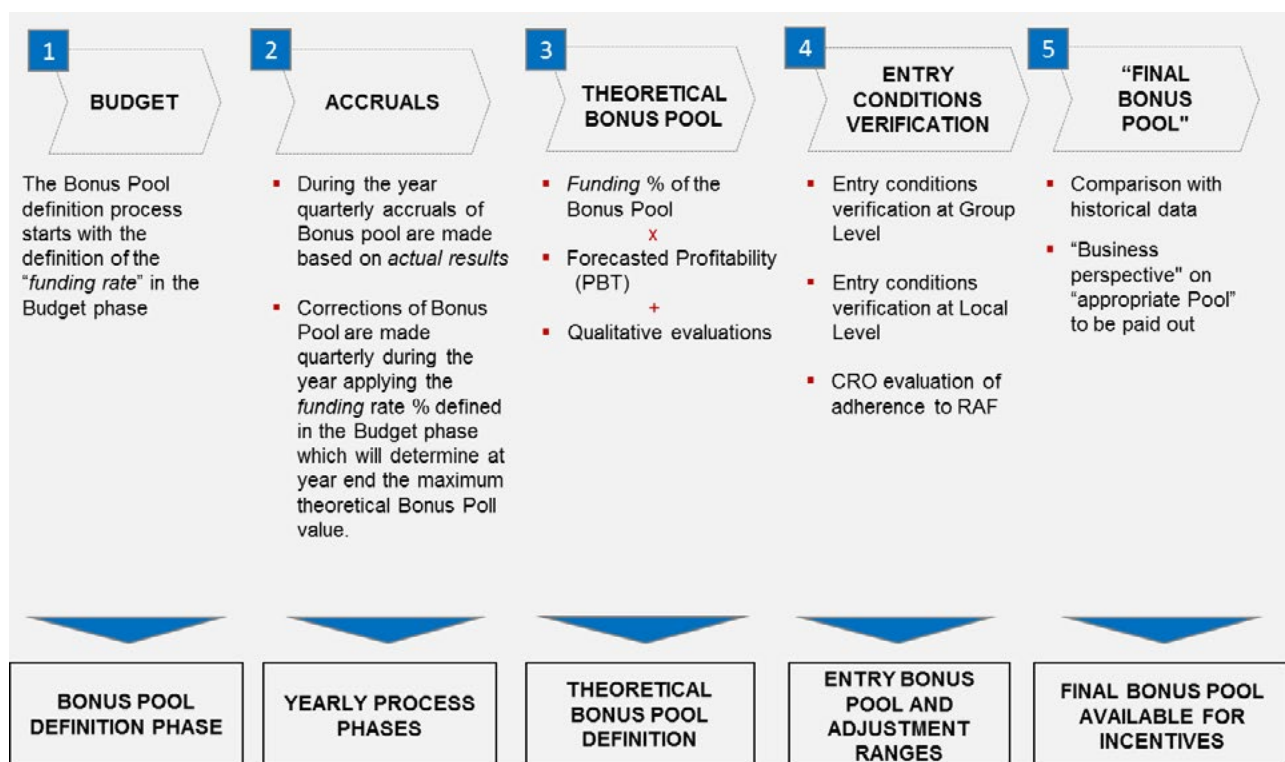 1
BUDGET
The Bonus Pool
definition process
starts with the
definition of the
“funding rate” in the
Budget phase
BONUS POOL
DEFINITION PHASE
2
ACCRUALS
▪ During the year
quarterly accruals of
Bonus pool are made
based on actual results
▪ Corrections of Bonus
Pool are made
quarterly during the
year applying the
funding rate % defined
in the Budget phase
which will determine at
year end the maximum
theoretical Bonus Poll
value.
YEARLY PROCESS
PHASES
3
THEORETICAL
BONUS POOL
▪ Funding % of the
Bonus Pool
x
▪ Forecasted Profitability
(PBT)
+
▪ Qualitative evaluations
THEORETICAL
BONUS POOL
DEFINITION
4
ENTRY
CONDITIONS
VERIFICATION
▪ Entry conditions
verification at Group
Level
▪ Entry conditions
verification at Local
Level
▪ CRO evaluation of
adherence to RAF
ENTRY BONUS
POOL AND
ADJUSTMENT
RANGES
5
“FINAL
BONUS
POOL"
▪ Comparison with
historical data
▪ “Business
perspective" on
“appropriate Pool”
to be paid out
FINAL BONUS POOL
AVAILABLE FOR
INCENTIVES